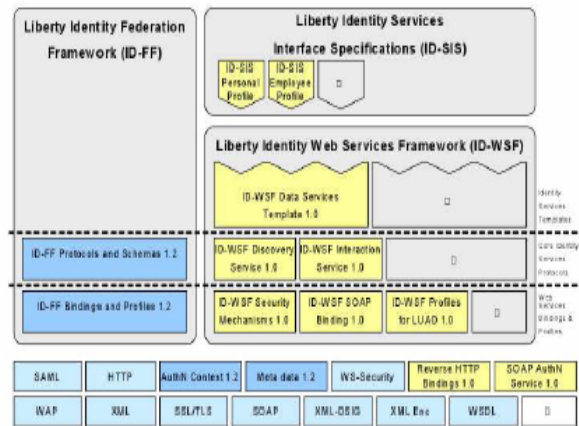 Liberty Identity Federation
Framework (ID-FF)
Liberty Identity Services
Interface Specifications (ID-SIS)
ID-SIS
Personal
Profile
ID-SIS
Employee
Profile
Liberty Identity Web Services Framework (ID-WSF)
ID-WSF Data Services
Template 1.0
Identity
Services
Templates
ID-FF Protocols and Schemas 1.2
ID-WSF Discovery
Service 1.0
ID-WSF Interaction
Service 1.0
Core Identity
Services
Protocols
ID-FF Bindings and Profiles 1.2
ID-WSF Security
Mechanisms 1.0
ID-WSF SOAP
Binding 1.0
ID-WSF Profiles
for LUAD 1.0
Web
Services
Bindings &
Profiles
SAML
HTTP
AuthN Context 1.2
Meta data 1.2
WS-Security
Reverse HTTP
Bindings 1.0
SOAP AuthN
Service 1.0
WAP
XML
SSL/TLS
SOAP
XML-DSIG
XML Enc
WSDL